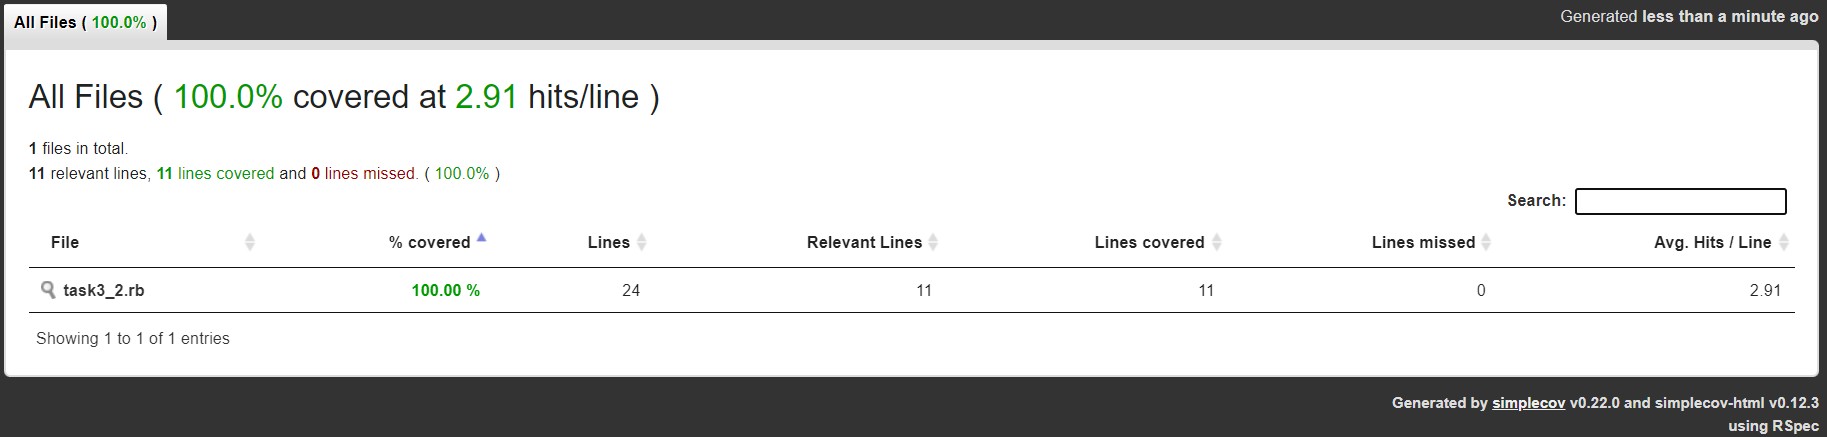 All Files ( 100.0% )
Generated less than a minute ago
All Files ( 100.0% covered at 2.91 hits/line )
1 files in total.
11 relevant lines, 11 lines covered and 0 lines missed. ( 100.0% )
Search:
File % covered Lines Relevant Lines Lines covered Lines missed Avg. Hits / Line
task3_2.rb 100.00 % 24 11 11 0 2.91
Showing 1 to 1 of 1 entries
Generated by simplecov v0.22.0 and simplecov-html v0.12.3
using RSpec